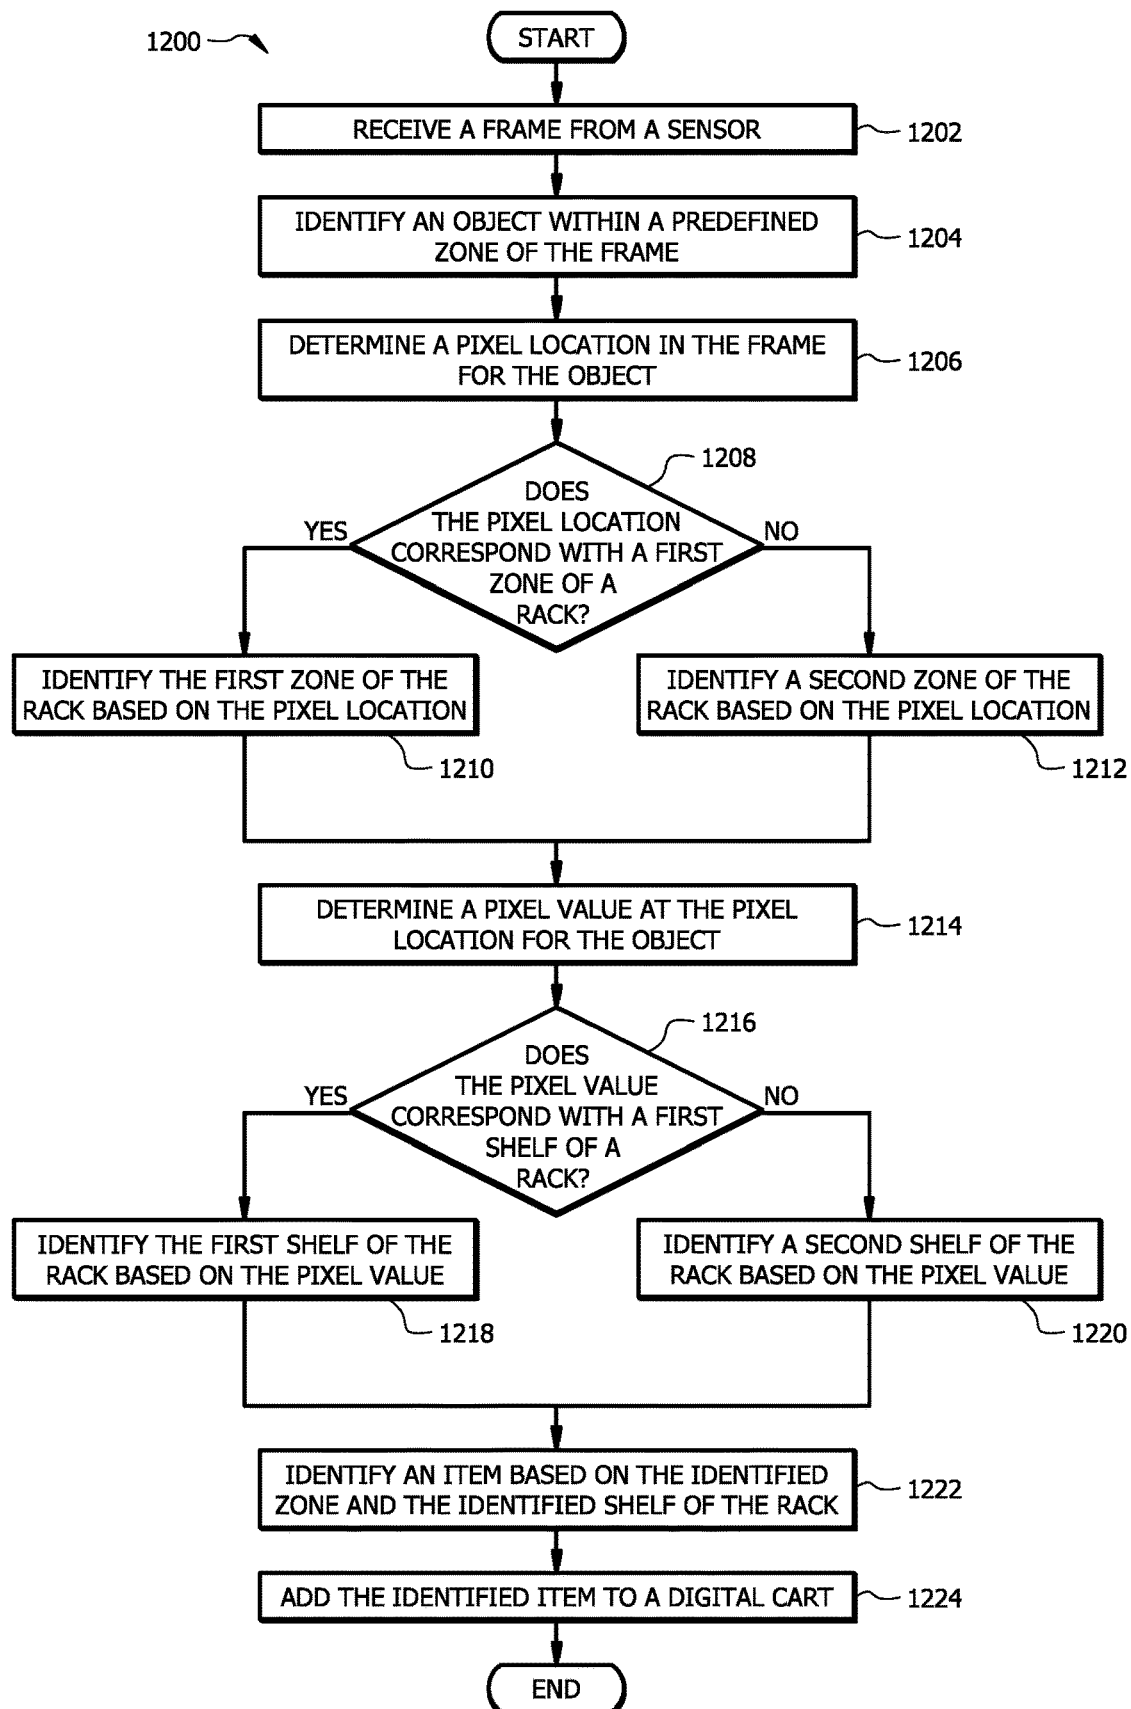 1200
START
RECEIVE A FRAME FROM A SENSOR
1202
IDENTIFY AN OBJECT WITHIN A PREDEFINED
ZONE OF THE FRAME
1204
DETERMINE A PIXEL LOCATION IN THE FRAME
FOR THE OBJECT
1206
1208
DOES
THE PIXEL LOCATION
CORRESPOND WITH A FIRST
ZONE OF A
RACK?
YES
NO
IDENTIFY THE FIRST ZONE OF THE
RACK BASED ON THE PIXEL LOCATION
1210
IDENTIFY A SECOND ZONE OF THE
RACK BASED ON THE PIXEL LOCATION
1212
DETERMINE A PIXEL VALUE AT THE PIXEL
LOCATION FOR THE OBJECT
1214
1216
DOES
THE PIXEL VALUE
CORRESPOND WITH A FIRST
SHELF OF A
RACK?
YES
NO
IDENTIFY THE FIRST SHELF OF THE
RACK BASED ON THE PIXEL VALUE
1218
IDENTIFY A SECOND SHELF OF THE
RACK BASED ON THE PIXEL VALUE
1220
IDENTIFY AN ITEM BASED ON THE IDENTIFIED
ZONE AND THE IDENTIFIED SHELF OF THE RACK
1222
ADD THE IDENTIFIED ITEM TO A DIGITAL CART
1224
END